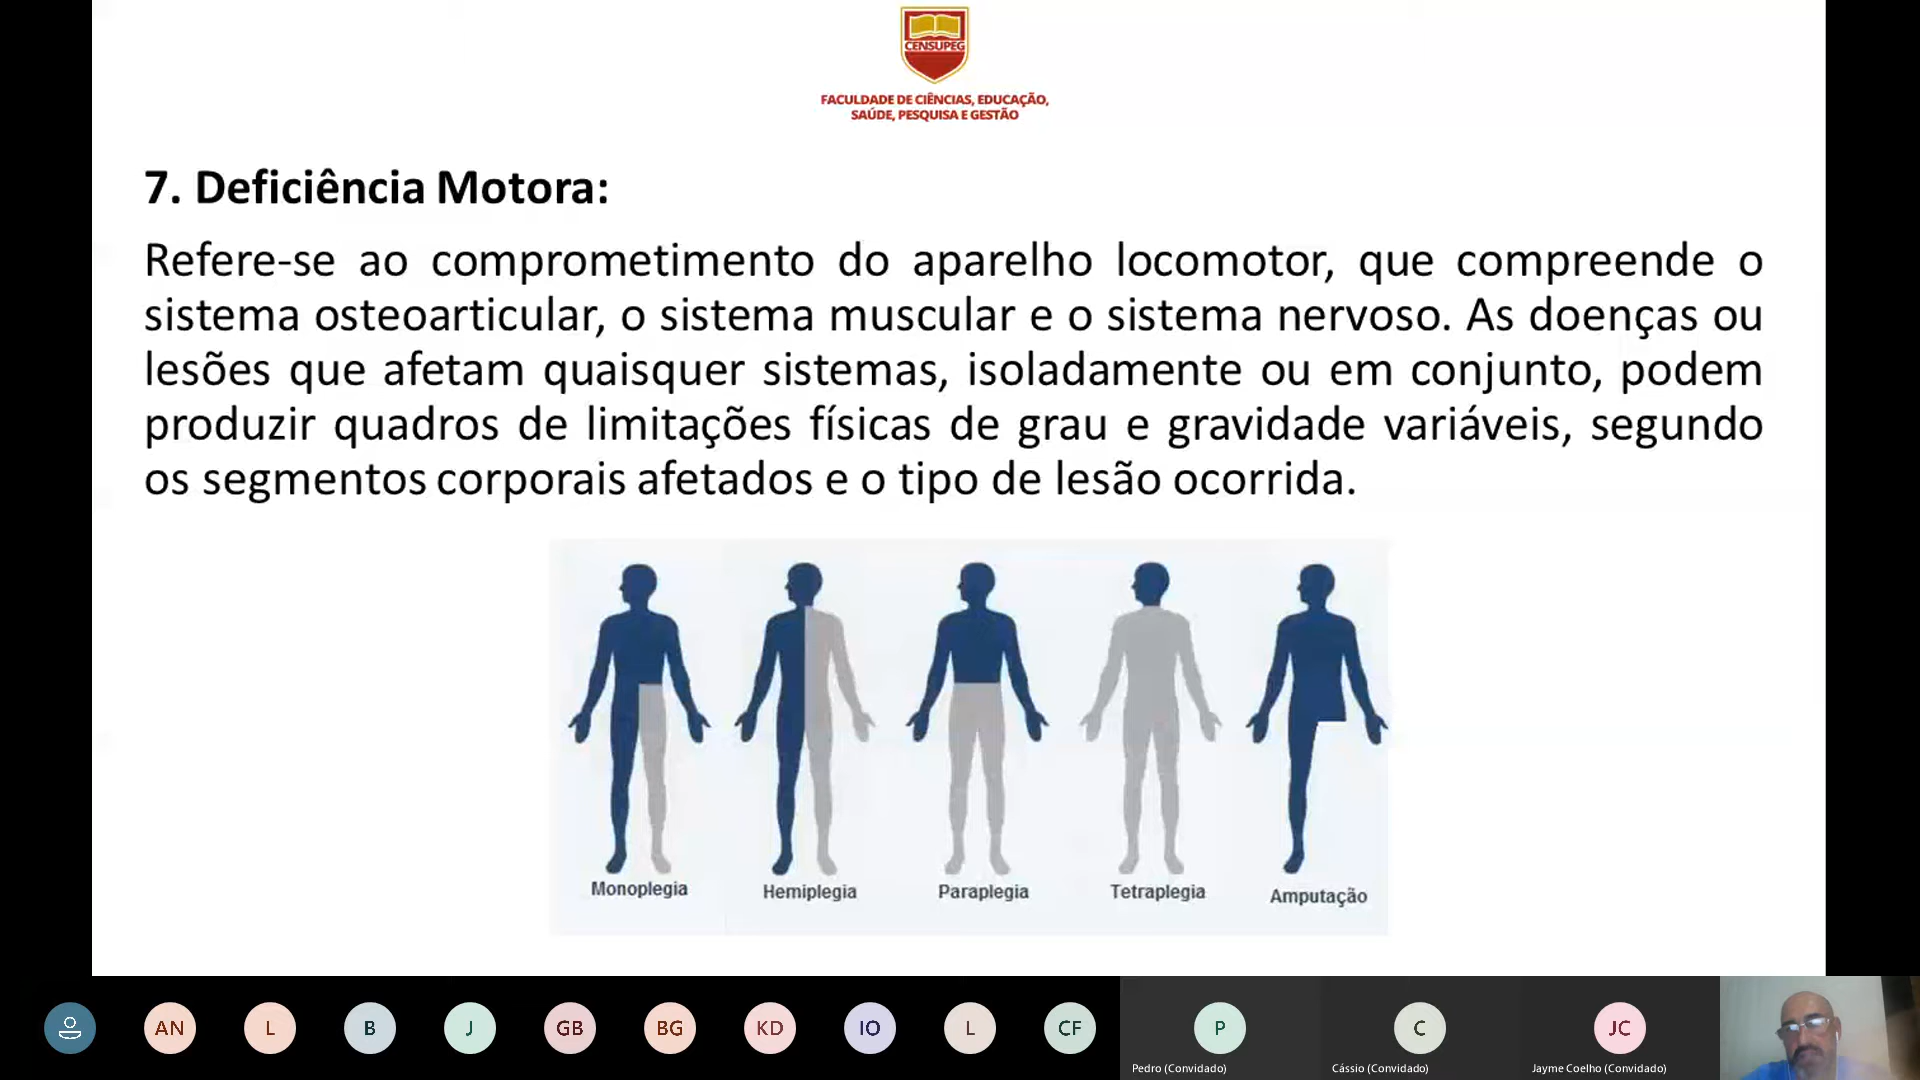 CENSUPEG
FACULDADE DE CIÊNCIAS, EDUCAÇÃO,
SAÚDE, PESQUISA E GESTÃO
7. Deficiência Motora:
Refere-se ao comprometimento do aparelho locomotor, que compreende o
sistema osteoarticular, o sistema muscular e o sistema nervoso. As doenças ou
lesões que afetam quaisquer sistemas, isoladamente ou em conjunto, podem
produzir quadros de limitações físicas de grau e gravidade variáveis, segundo
os segmentos corporais afetados e o tipo de lesão ocorrida.
Monoplegia Hemiplegia Paraplegia Tetraplegia Amputação
AN L B J GB BG KD IO L CF P C JC
Pedro (Convidado) Cássio (Convidado) Jayme Coelho (Convidado)